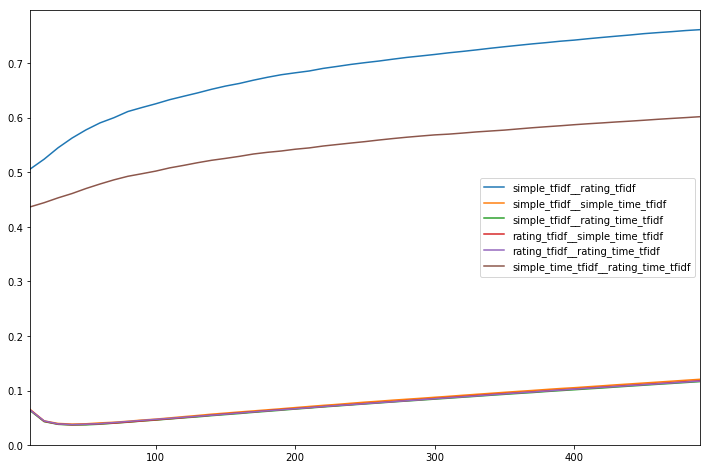 0.7
0.6
0.5
0.4
0.3
0.2
0.1
0.0
100 200 300 400
simple_tfidf__rating_tfidf
simple_tfidf__simple_time_tfidf
simple_tfidf__rating_time_tfidf
rating_tfidf__simple_time_tfidf
rating_tfidf__rating_time_tfidf
simple_time_tfidf__rating_time_tfidf